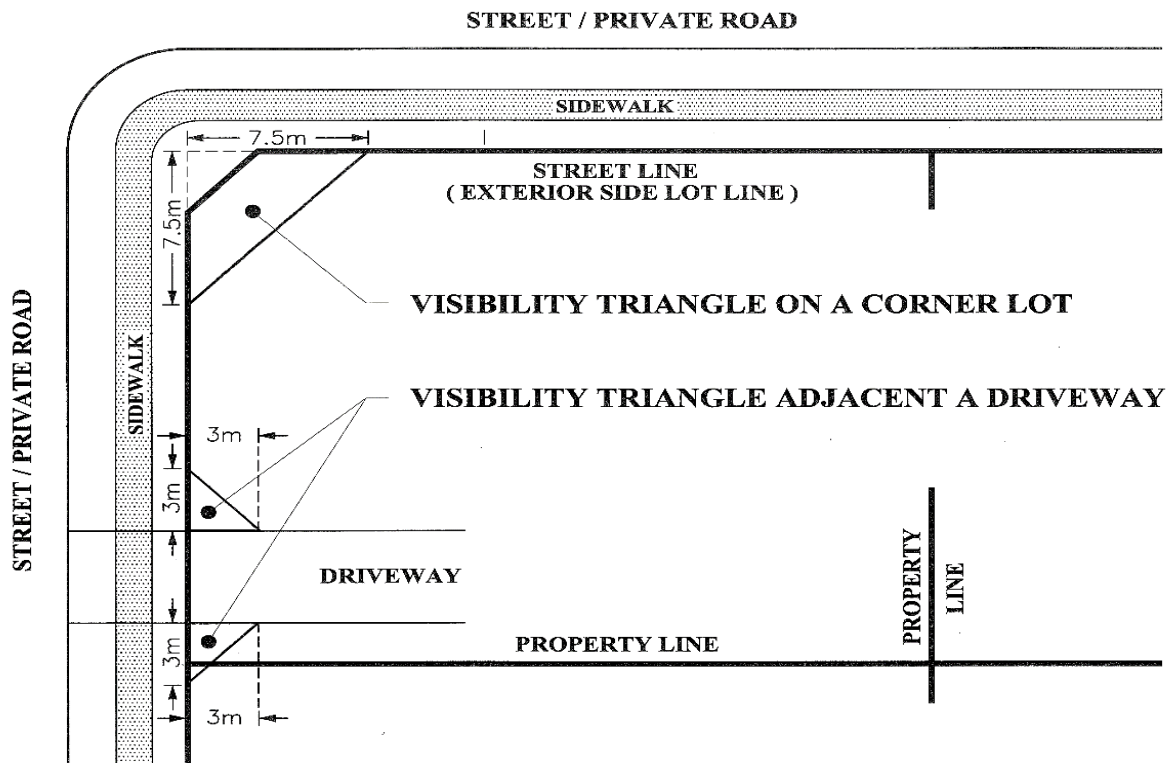 STREET / PRIVATE ROAD
SIDEWALK
7.5m
STREET LINE
( EXTERIOR SIDE LOT LINE )
7.5m
VISIBILITY TRIANGLE ON A CORNER LOT
STREET / PRIVATE ROAD
SIDEWALK
VISIBILITY TRIANGLE ADJACENT A DRIVEWAY
3m
3m
DRIVEWAY
PROPERTY
LINE
3m
PROPERTY LINE
3m